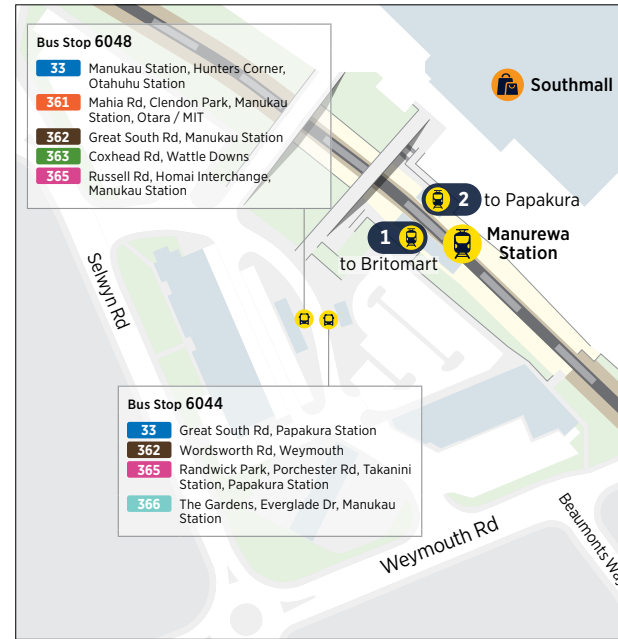 Bus Stop 6048
33 Manukau Station, Hunters Corner,
Otahuhu Station
361 Mahia Rd, Clendon Park, Manukau
Station, Otara / MIT
362 Great South Rd, Manukau Station
363 Coxhead Rd, Wattle Downs
365 Russell Rd, Homai Interchange,
Manukau Station
Southmall
2 to Papakura
1
to Britomart
Manurewa
Station
Selwyn Rd
Bus Stop 6044
33 Great South Rd, Papakura Station
362 Wordsworth Rd, Weymouth
365 Randwick Park, Porchester Rd, Takanini
Station, Papakura Station
366 The Gardens, Everglade Dr, Manukau
Station
Weymouth Rd
Beaumonts Way